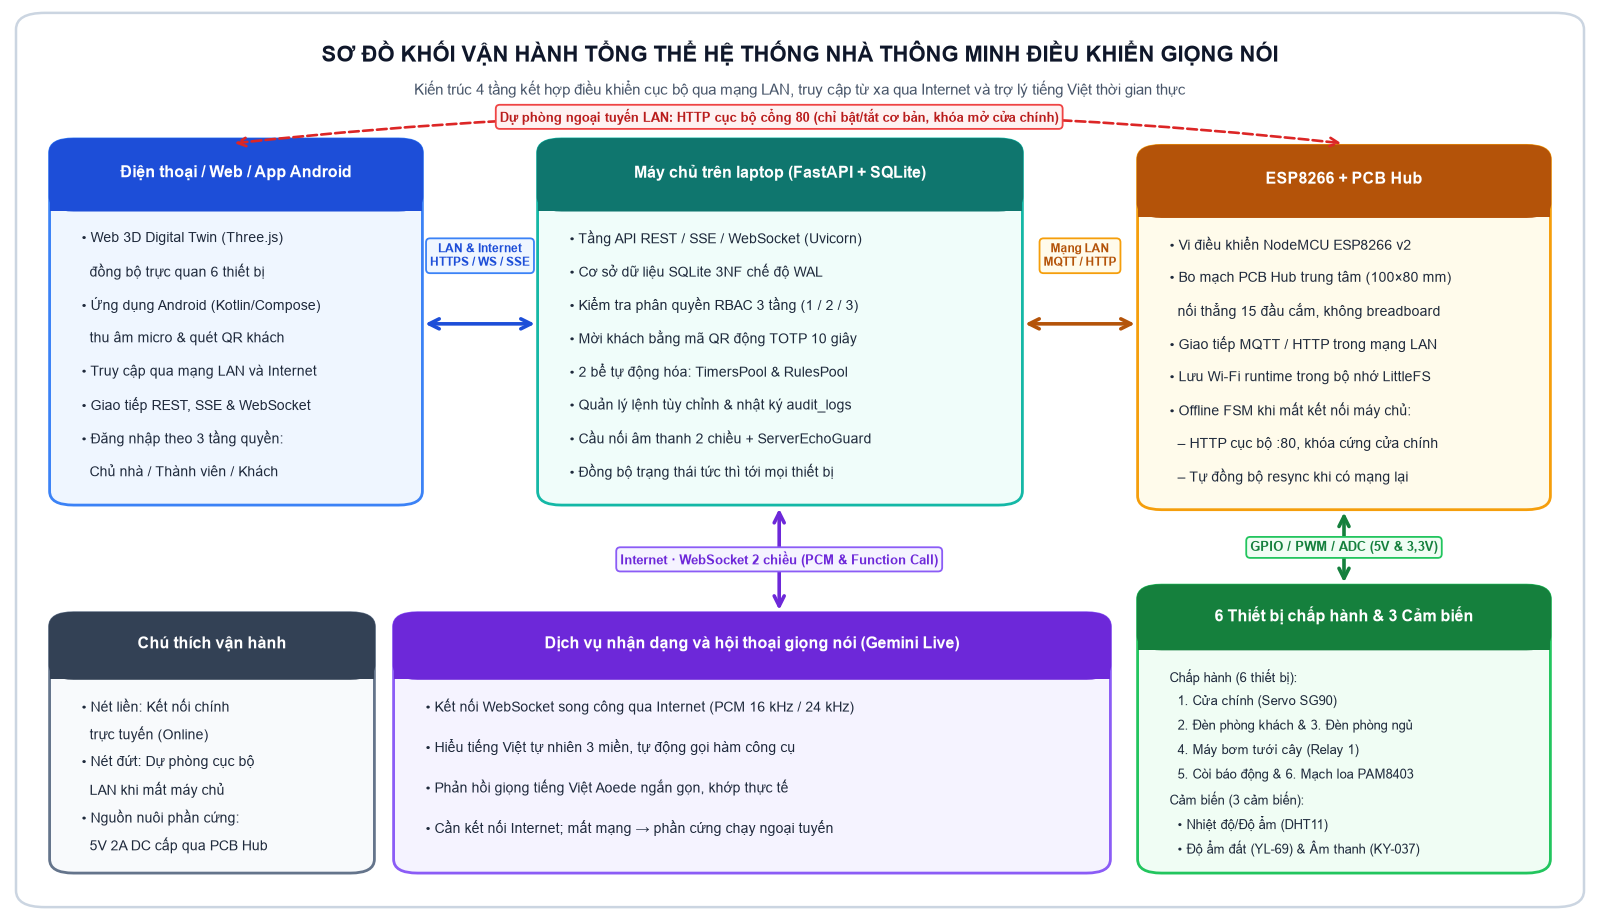 SƠ ĐỒ KHỐI VẬN HÀNH TỔNG THỂ HỆ THỐNG NHÀ THÔNG MINH ĐIỀU KHIỂN GIỌNG NÓI
Kiến trúc 4 tầng kết hợp điều khiển cục bộ qua mạng LAN, truy cập từ xa qua Internet và trợ lý tiếng Việt thời gian thực
Dự phòng ngoại tuyến LAN: HTTP cục bộ cổng 80 (chỉ bật/tắt cơ bản, khóa mở cửa chính)
Điện thoại / Web / App Android
• Web 3D Digital Twin (Three.js)
đồng bộ trực quan 6 thiết bị
• Ứng dụng Android (Kotlin/Compose)
thu âm micro & quét QR khách
• Truy cập qua mạng LAN và Internet
• Giao tiếp REST, SSE & WebSocket
• Đăng nhập theo 3 tầng quyền:
Chủ nhà / Thành viên / Khách
LAN & Internet
HTTPS / WS / SSE
Máy chủ trên laptop (FastAPI + SQLite)
• Tầng API REST / SSE / WebSocket (Uvicorn)
• Cơ sở dữ liệu SQLite 3NF chế độ WAL
• Kiểm tra phân quyền RBAC 3 tầng (1 / 2 / 3)
• Mời khách bằng mã QR động TOTP 10 giây
• 2 bể tự động hóa: TimersPool & RulesPool
• Quản lý lệnh tùy chỉnh & nhật ký audit_logs
• Cầu nối âm thanh 2 chiều + ServerEchoGuard
• Đồng bộ trạng thái tức thì tới mọi thiết bị
Mạng LAN
MQTT / HTTP
ESP8266 + PCB Hub
• Vi điều khiển NodeMCU ESP8266 v2
• Bo mạch PCB Hub trung tâm (100×80 mm)
nối thẳng 15 đầu cắm, không breadboard
• Giao tiếp MQTT / HTTP trong mạng LAN
• Lưu Wi-Fi runtime trong bộ nhớ LittleFS
• Offline FSM khi mất kết nối máy chủ:
– HTTP cục bộ :80, khóa cứng cửa chính
– Tự đồng bộ resync khi có mạng lại
Internet · WebSocket 2 chiều (PCM & Function Call)
GPIO / PWM / ADC (5V & 3,3V)
Chú thích vận hành
• Nét liền: Kết nối chính
trực tuyến (Online)
• Nét đứt: Dự phòng cục bộ
LAN khi mất máy chủ
• Nguồn nuôi phần cứng:
5V 2A DC cấp qua PCB Hub
Dịch vụ nhận dạng và hội thoại giọng nói (Gemini Live)
• Kết nối WebSocket song công qua Internet (PCM 16 kHz / 24 kHz)
• Hiểu tiếng Việt tự nhiên 3 miền, tự động gọi hàm công cụ
• Phản hồi giọng tiếng Việt Aoede ngắn gọn, khớp thực tế
• Cần kết nối Internet; mất mạng → phần cứng chạy ngoại tuyến
6 Thiết bị chấp hành & 3 Cảm biến
Chấp hành (6 thiết bị):
1. Cửa chính (Servo SG90)
2. Đèn phòng khách & 3. Đèn phòng ngủ
4. Máy bơm tưới cây (Relay 1)
5. Còi báo động & 6. Mạch loa PAM8403
Cảm biến (3 cảm biến):
• Nhiệt độ/Độ ẩm (DHT11)
• Độ ẩm đất (YL-69) & Âm thanh (KY-037)